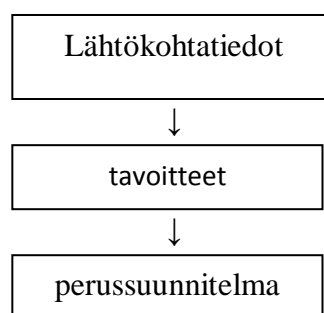 Lähtökohtatiedot
↓
tavoitteet
↓
perussuunnitelma